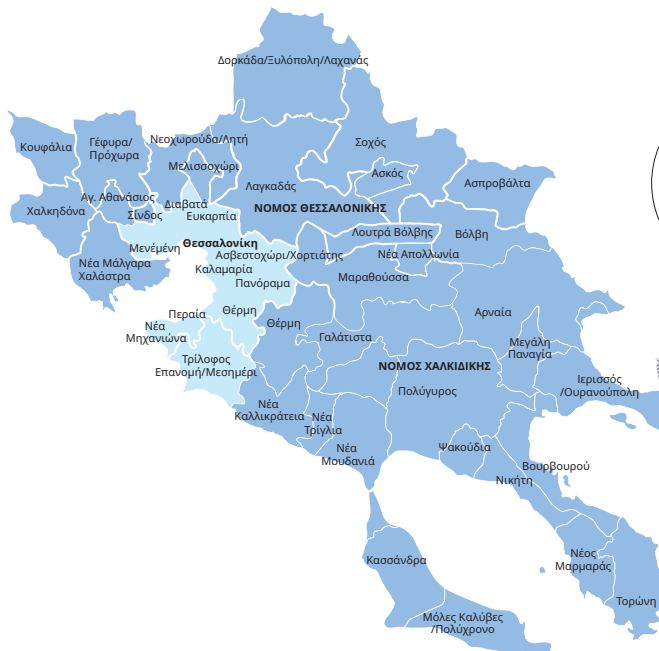 Δορκάδα/Ξυλόπολη/Λαχανάς
Κουφάλια
Γέφυρα/
Πρόχωρα
Νεοχωρούδα/Λητή
Σοχός
Μελισσοχώρι
Ασκός
Λαγκαδάς
Ασπροβάλτα
Αγ. Αθανάσιος
Χαλκηδόνα
Σίνδος
Διαβατά
Ευκαρπία
ΝΟΜΟΣ ΘΕΣΣΑΛΟΝΙΚΗΣ
Λουτρά Βόλβης
Βόλβη
Μενέμένη
Θεσσαλονίκη
Ασβεστοχώρι/Χορτιάτης
Νέα Απολλωνία
Νέα Μάλγαρα
Χαλάστρα
Καλαμαρία
Πανόραμα
Μαραθούσσα
Περαία
Θέρμη
Θέρμη
Αρναία
Νέα
Μηχανιώνα
Γαλάτιστα
Μεγάλη
Παναγία
Τρίλοφος
Επανομή/Μεσημέρι
ΝΟΜΟΣ ΧΑΛΚΙΔΙΚΗΣ
Ιερισσός
/Ουρανούπολη
Πολύγυρος
Νέα
Καλλικράτεια
Νέα
Τρίγλια
Νέα
Μουδανιά
Ψακούδια
Βουρβουρού
Νικήτη
Κασσάνδρα
Νέος
Μαρμαράς
Τορώνη
Μόλες Καλύβες
/Πολύχρονο